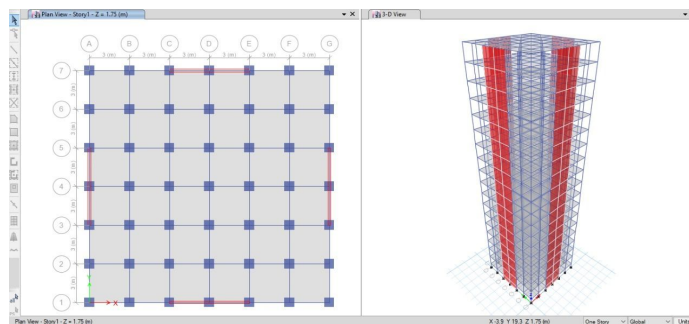 Plan View - Story1 - Z = 1.75 (m)
3-D View
A B C D E F G
3 (m) 3 (m) 3 (m) 3 (m) 3 (m) 3 (m)
7
3 (m)
6
3 (m)
5
3 (m)
4
3 (m)
3
3 (m)
2
3 (m)
Y
1
X
Plan View - Story1 - Z = 1.75 (m)
X -3.9 Y 19.3 Z 1.75 (m)
One Story
Global
Units